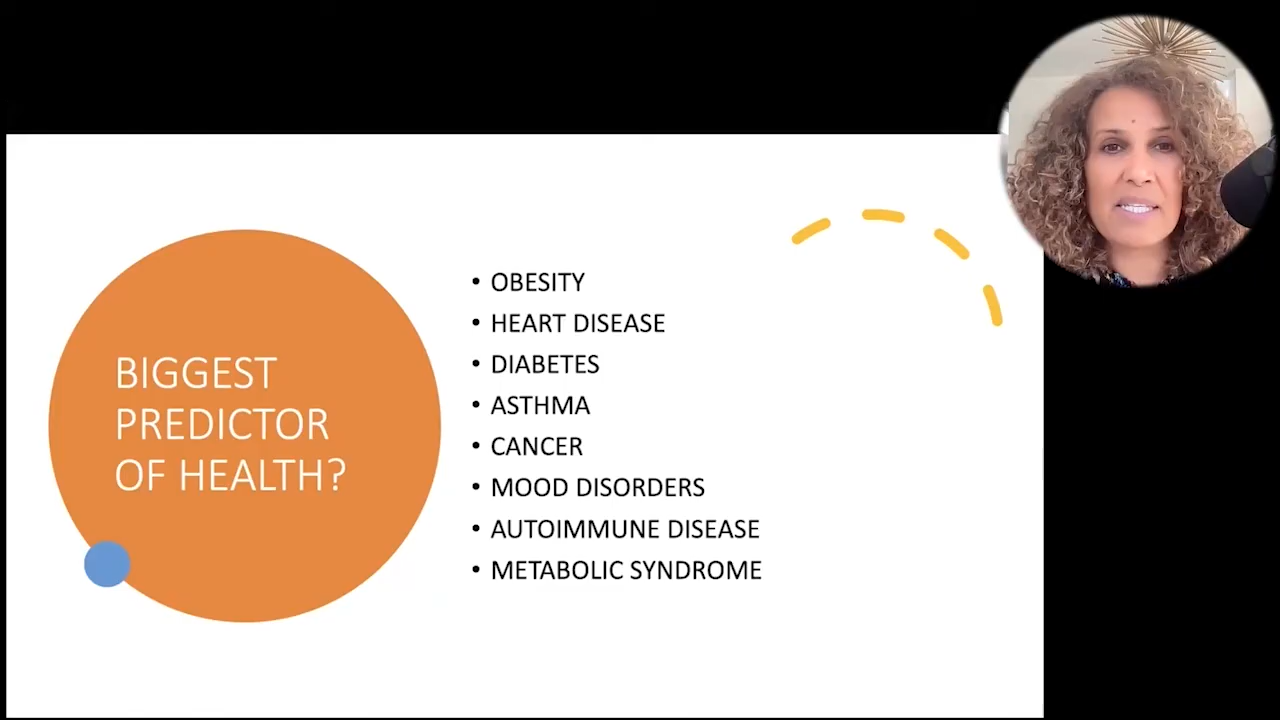 BIGGEST
PREDICTOR
OF HEALTH?
• OBESITY
• HEART DISEASE
• DIABETES
• ASTHMA
• CANCER
• MOOD DISORDERS
• AUTOIMMUNE DISEASE
• METABOLIC SYNDROME